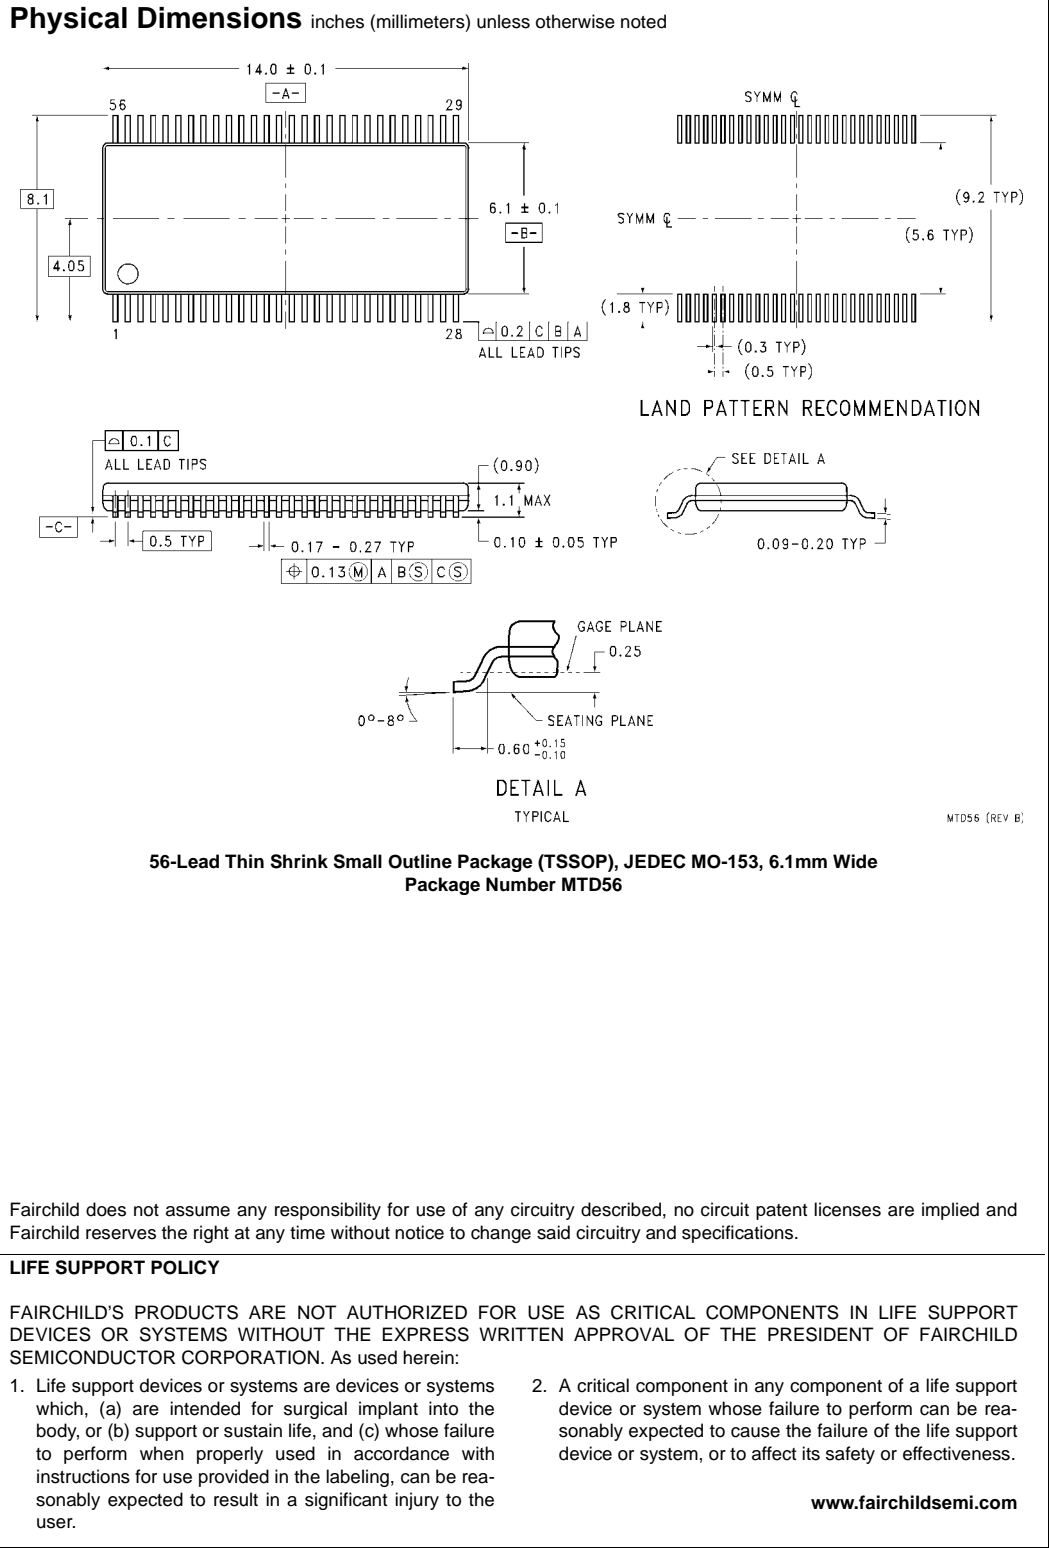 Physical Dimensions inches (millimeters) unless otherwise noted
14.0 ± 0.1
-A-
56
29
8.1
4.05
6.1 ± 0.1
-B-
1
28
⌓ 0.2 C B A
ALL LEAD TIPS
SYMM ℄
SYMM ℄
(9.2 TYP)
(5.6 TYP)
(1.8 TYP)
(0.3 TYP)
(0.5 TYP)
LAND PATTERN RECOMMENDATION
⌓ 0.1 C
ALL LEAD TIPS
(0.90)
1.1 MAX
-C-
0.5 TYP
0.17 - 0.27 TYP
0.10 ± 0.05 TYP
⌖ 0.13 Ⓜ A B Ⓢ C Ⓢ
SEE DETAIL A
0.09-0.20 TYP
GAGE PLANE
0.25
0°-8°
SEATING PLANE
0.60 +0.15 -0.10
DETAIL A
TYPICAL
MTD56 (REV B)
56-Lead Thin Shrink Small Outline Package (TSSOP), JEDEC MO-153, 6.1mm Wide
Package Number MTD56
Fairchild does not assume any responsibility for use of any circuitry described, no circuit patent licenses are implied and
Fairchild reserves the right at any time without notice to change said circuitry and specifications.
LIFE SUPPORT POLICY
FAIRCHILD'S PRODUCTS ARE NOT AUTHORIZED FOR USE AS CRITICAL COMPONENTS IN LIFE SUPPORT
DEVICES OR SYSTEMS WITHOUT THE EXPRESS WRITTEN APPROVAL OF THE PRESIDENT OF FAIRCHILD
SEMICONDUCTOR CORPORATION. As used herein:
1. Life support devices or systems are devices or systems
which, (a) are intended for surgical implant into the
body, or (b) support or sustain life, and (c) whose failure
to perform when properly used in accordance with
instructions for use provided in the labeling, can be rea-
sonably expected to result in a significant injury to the
user.
2. A critical component in any component of a life support
device or system whose failure to perform can be rea-
sonably expected to cause the failure of the life support
device or system, or to affect its safety or effectiveness.
www.fairchildsemi.com